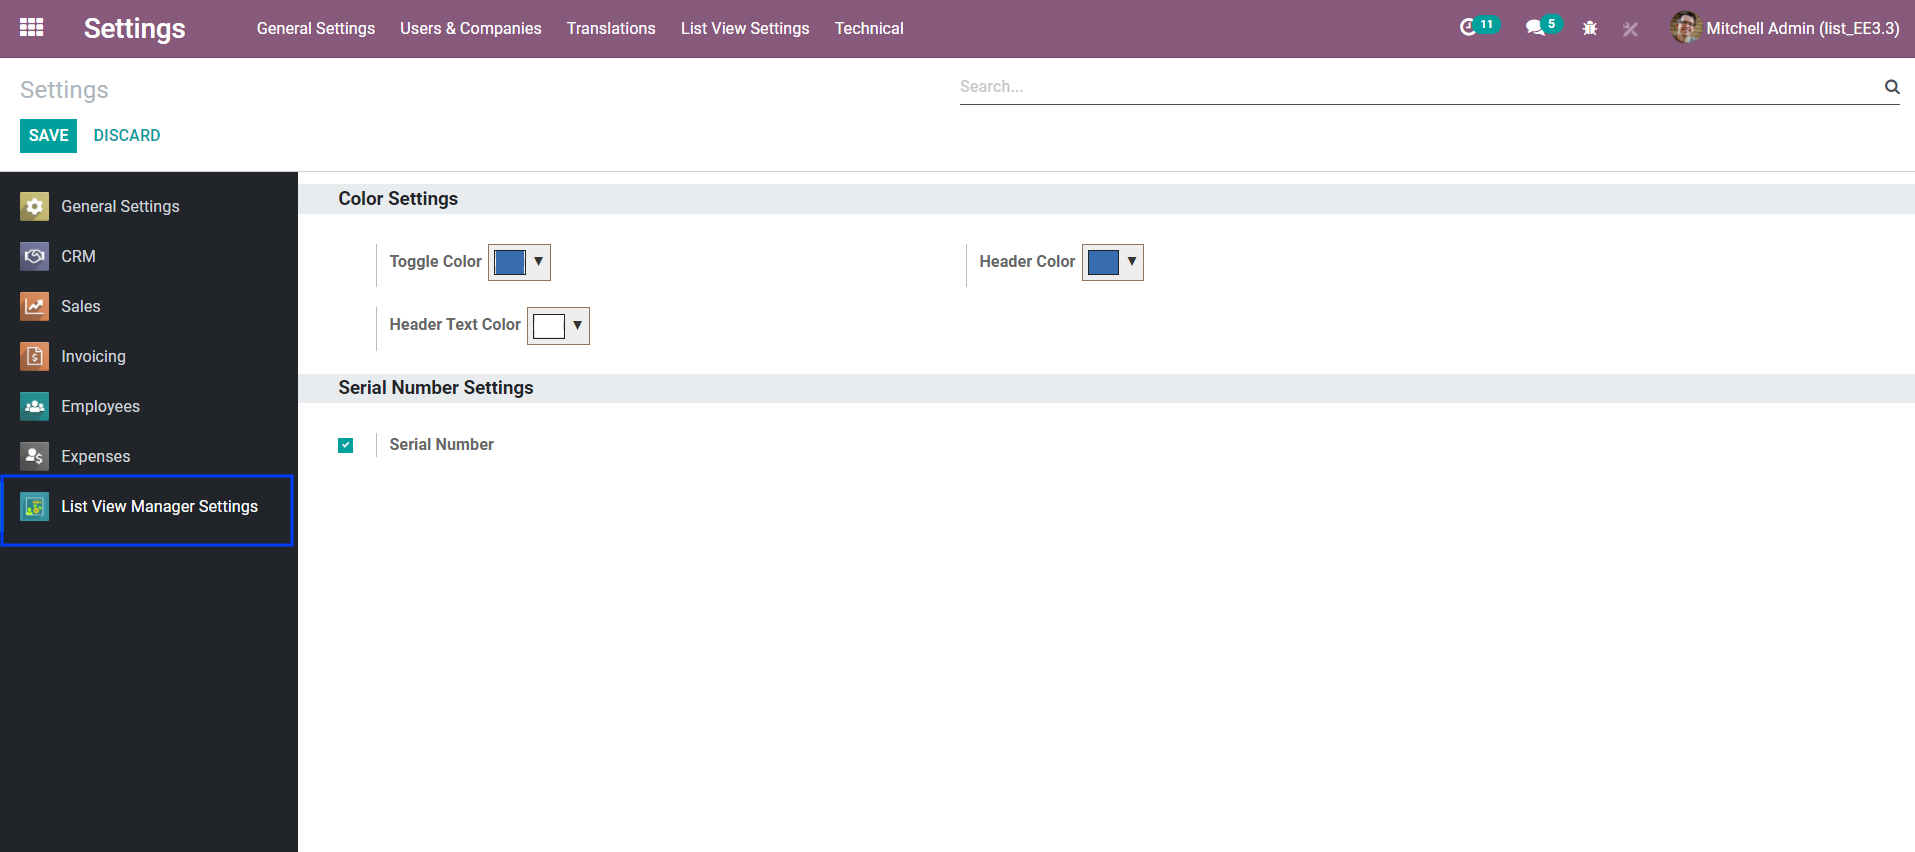 Settings General Settings Users & Companies Translations List View Settings Technical 11 5 Mitchell Admin (list_EE3.3)
Settings Search...
SAVE DISCARD
General Settings
CRM
Sales
Invoicing
Employees
Expenses
List View Manager Settings
Color Settings
Toggle Color Header Color
Header Text Color
Serial Number Settings
Serial Number